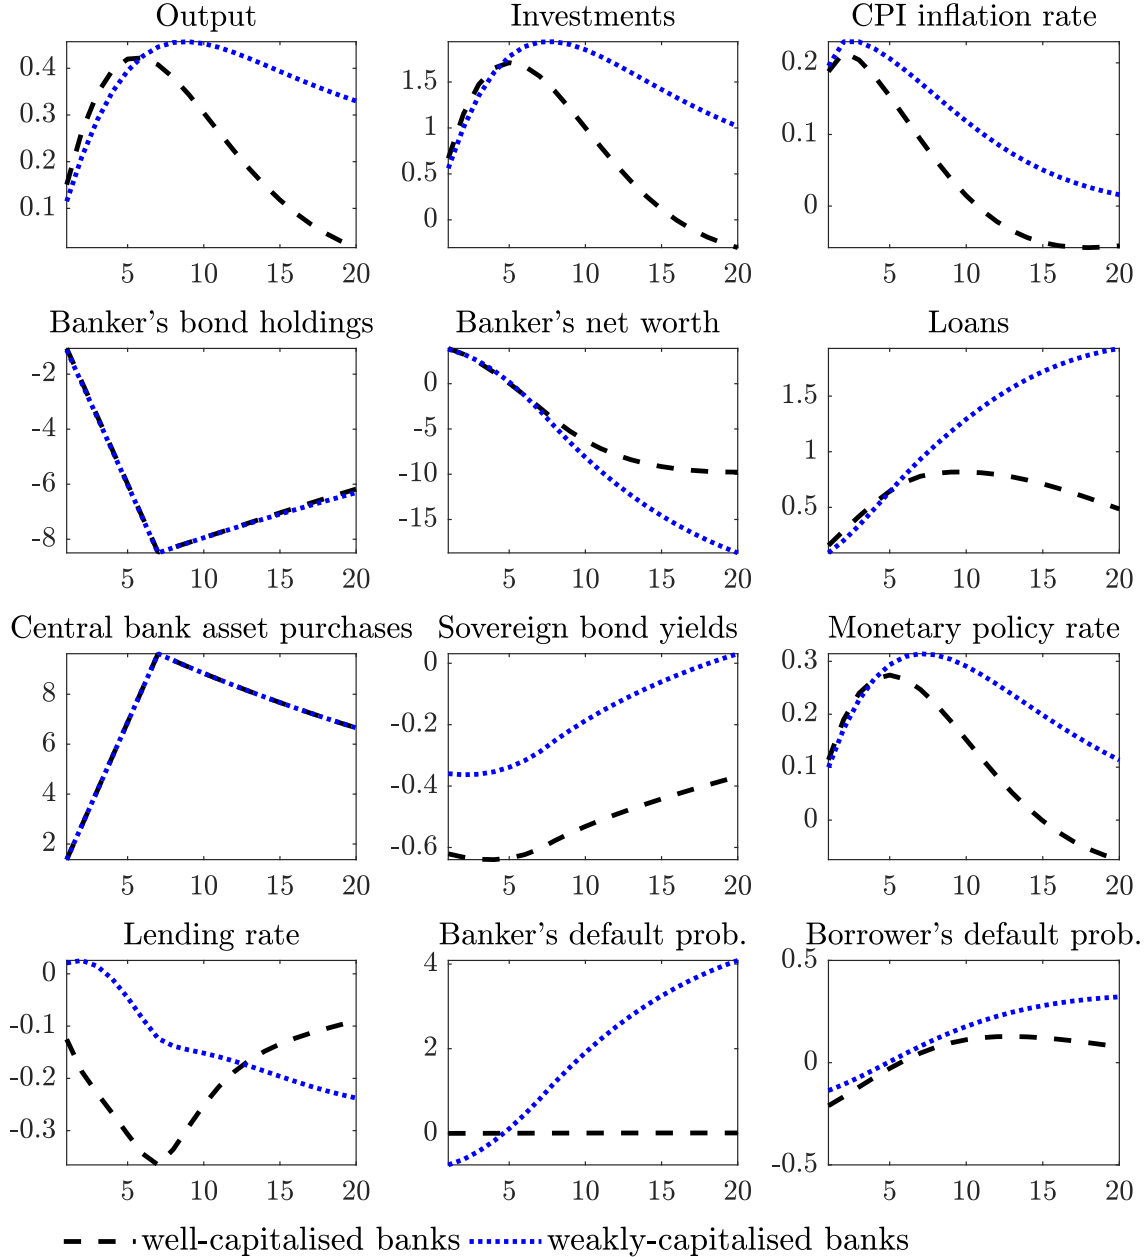 Output Investments CPI inflation rate
0.4 0.3 0.2 0.1
1.5 1 0.5 0
0.2 0.1 0
5 10 15 20 5 10 15 20 5 10 15 20
Banker's bond holdings Banker's net worth Loans
-2 -4 -6 -8
0 -5 -10 -15
1.5 1 0.5
5 10 15 20 5 10 15 20 5 10 15 20
Central bank asset purchases Sovereign bond yields Monetary policy rate
8 6 4 2
0 -0.2 -0.4 -0.6
0.3 0.2 0.1 0
5 10 15 20 5 10 15 20 5 10 15 20
Lending rate Banker's default prob. Borrower's default prob.
0 -0.1 -0.2 -0.3
4 2 0
0.5 0 -0.5
5 10 15 20 5 10 15 20 5 10 15 20
well-capitalised banks weakly-capitalised banks